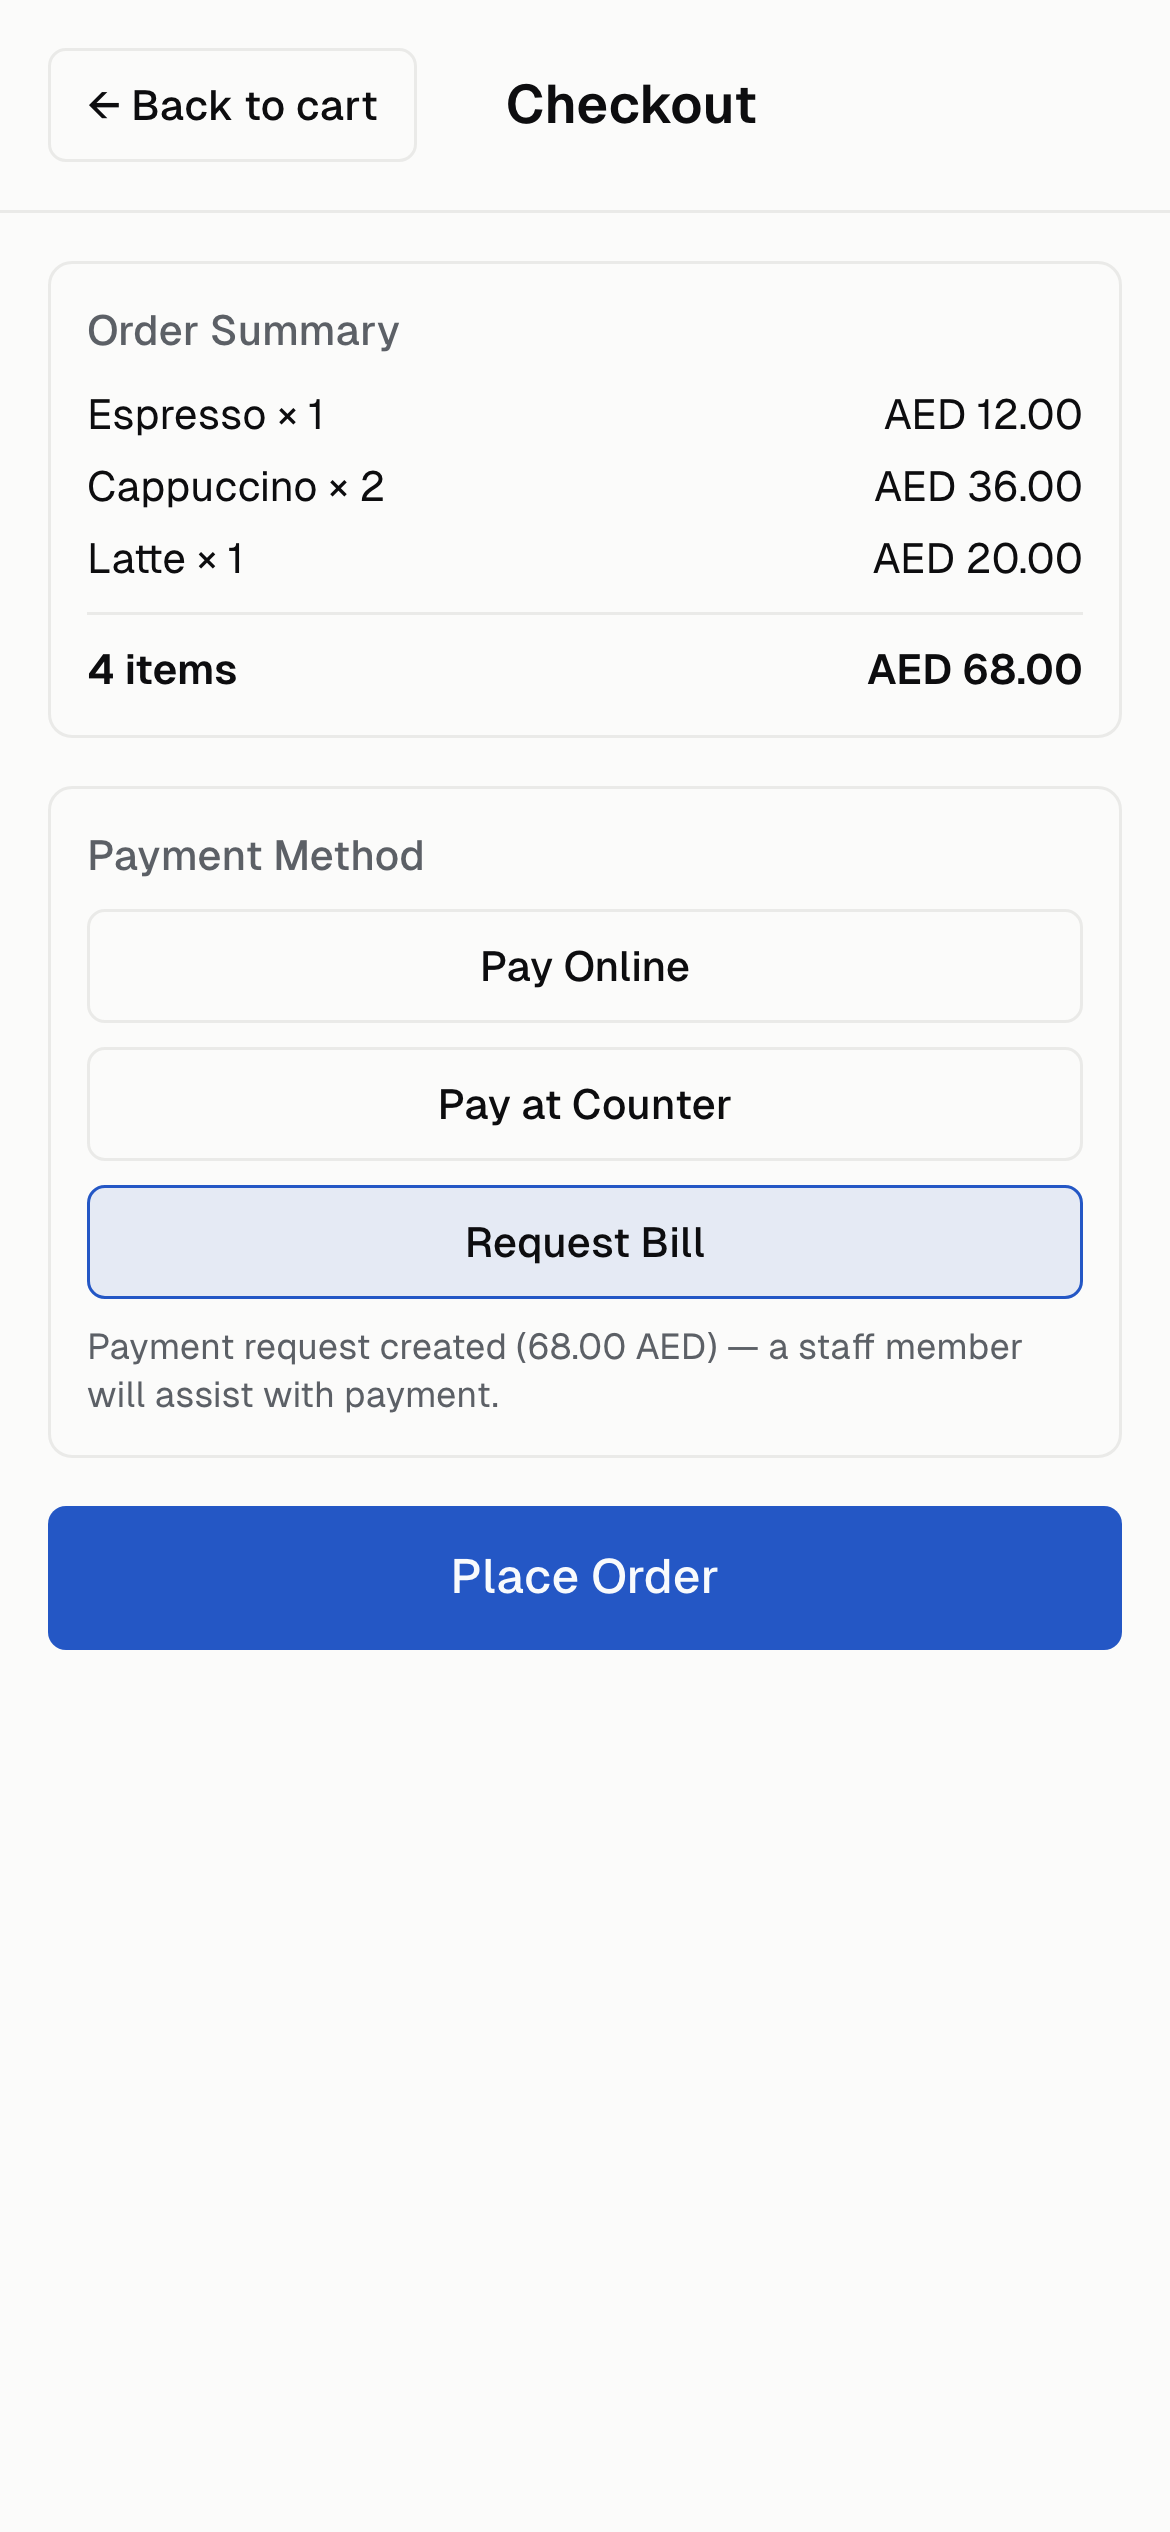 ← Back to cart
Checkout
Order Summary
Espresso × 1 AED 12.00
Cappuccino × 2 AED 36.00
Latte × 1 AED 20.00
4 items AED 68.00
Payment Method
Pay Online
Pay at Counter
Request Bill
Payment request created (68.00 AED) — a staff member
will assist with payment.
Place Order